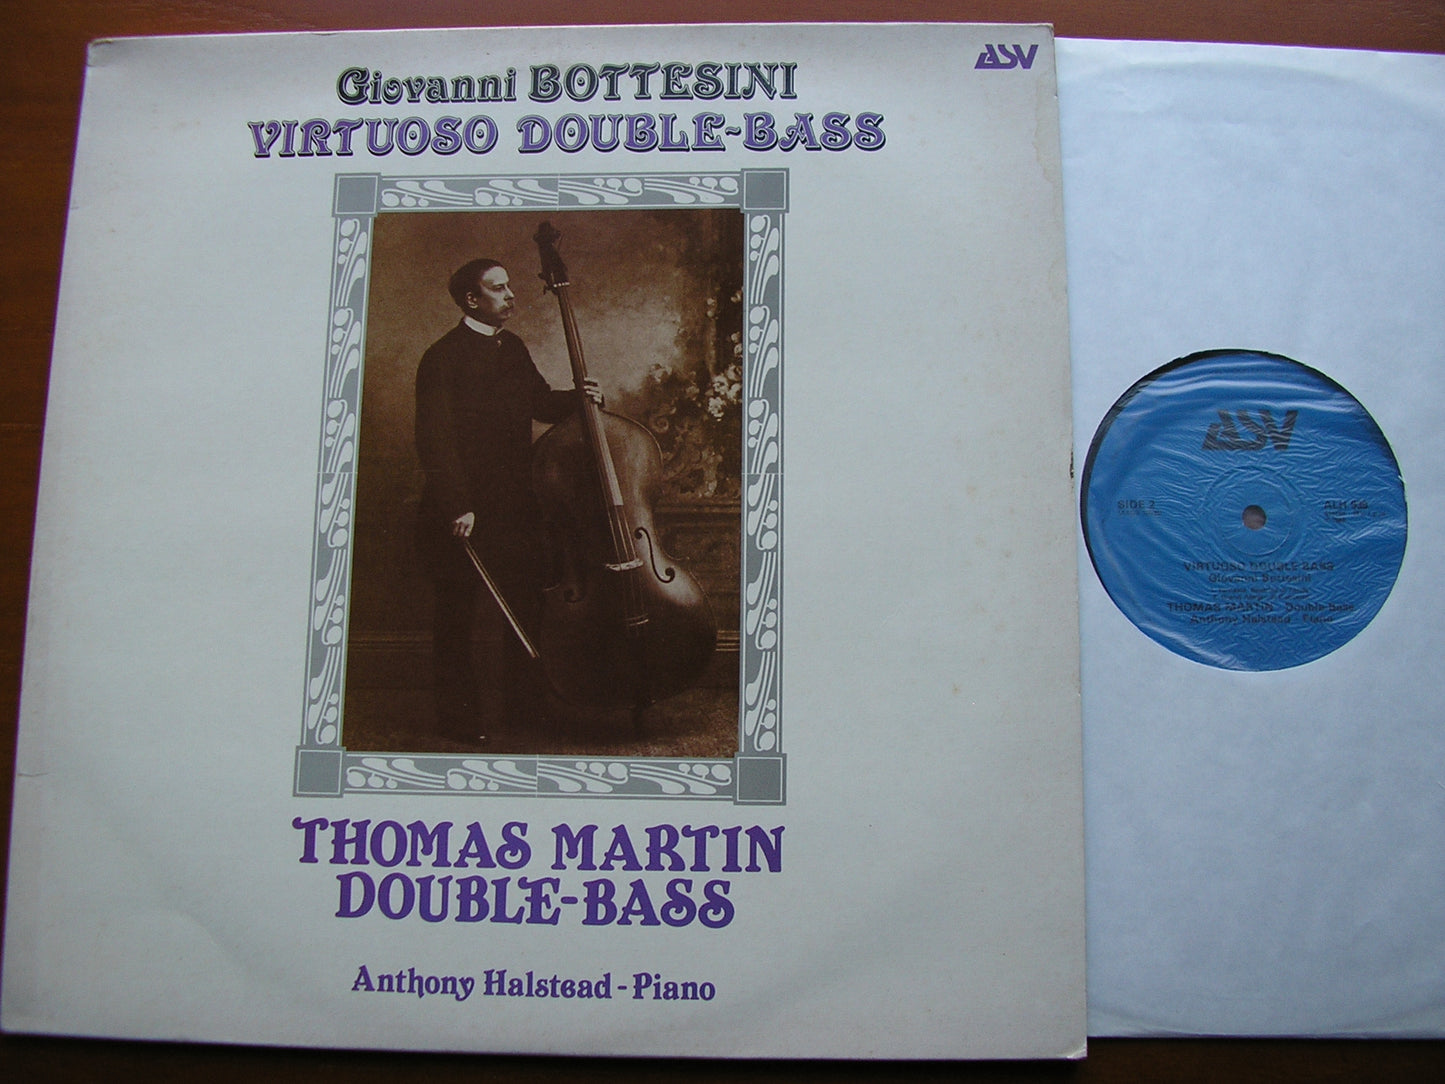 ASV
Giovanni BOTTESINI
VIRTUOSO DOUBLE-BASS
THOMAS MARTIN
DOUBLE-BASS
Anthony Halstead - Piano
ASV
SIDE 2
ALH
VIRTUOSO DOUBLE BASS
Giovanni Bottesini
THOMAS MARTIN - Double-Bass
Anthony Halstead - Piano